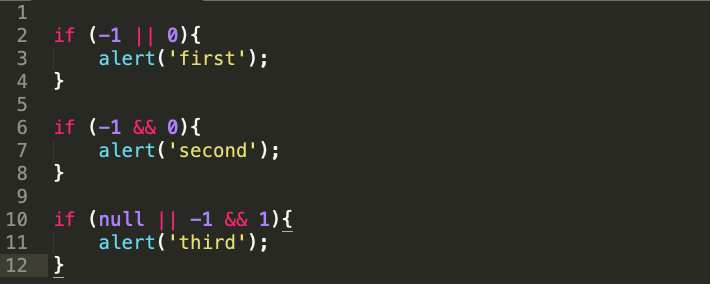 1
2 if (-1 || 0){
3     alert('first');
4 }
5
6 if (-1 && 0){
7     alert('second');
8 }
9
10 if (null || -1 && 1){
11     alert('third');
12 }